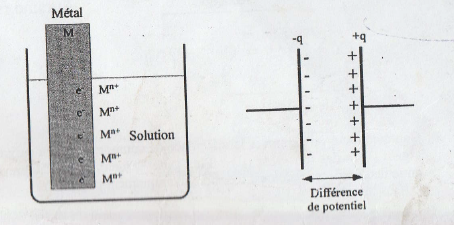 Métal
M
e⁻ Mⁿ⁺
e⁻ Mⁿ⁺
e⁻ Mⁿ⁺ Solution
e⁻ Mⁿ⁺
e⁻ Mⁿ⁺
-q +q
- +
- +
- +
- +
- +
- +
- +
Différence
de potentiel